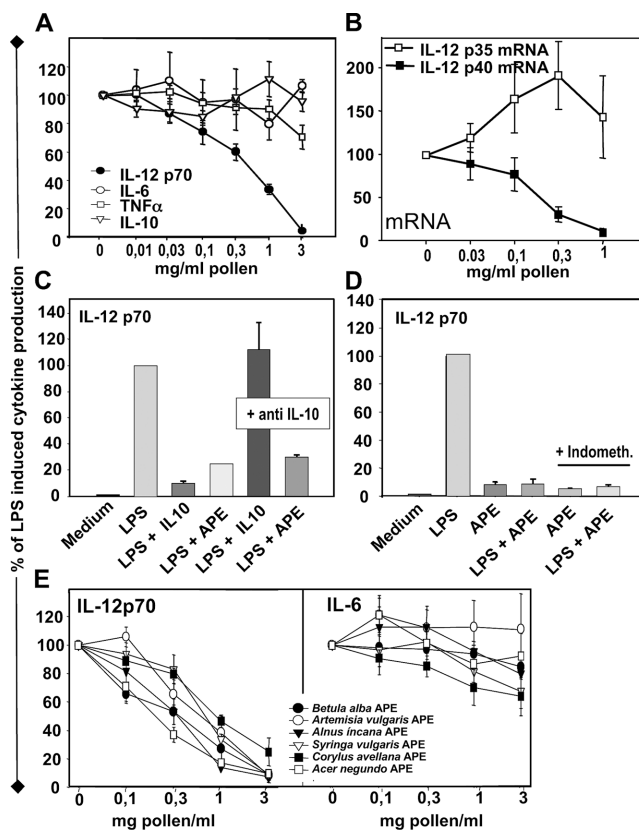 % of LPS induced cytokine production
A
120
100
80
60
40
20
0
IL-12 p70
IL-6
TNFα
IL-10
0 0,01 0,03 0,1 0,3 1 3
mg/ml pollen
B
IL-12 p35 mRNA
IL-12 p40 mRNA
200
150
100
50
0
mRNA
0 0.03 0,1 0,3 1
mg/ml pollen
C
IL-12 p70
120
100
80
60
40
20
0
+ anti IL-10
Medium
LPS
LPS + IL10
LPS + APE
LPS + IL10
LPS + APE
D
IL-12 p70
120
100
80
60
40
20
0
+ Indometh.
Medium
LPS
APE
LPS + APE
APE
LPS + APE
E
IL-12p70
120
100
80
60
40
20
0
0 0,1 0,3 1 3
mg pollen/ml
IL-6
Betula alba APE
Artemisia vulgaris APE
Alnus incana APE
Syringa vulgaris APE
Corylus avellana APE
Acer negundo APE
0 0,1 0,3 1 3
mg pollen/ml